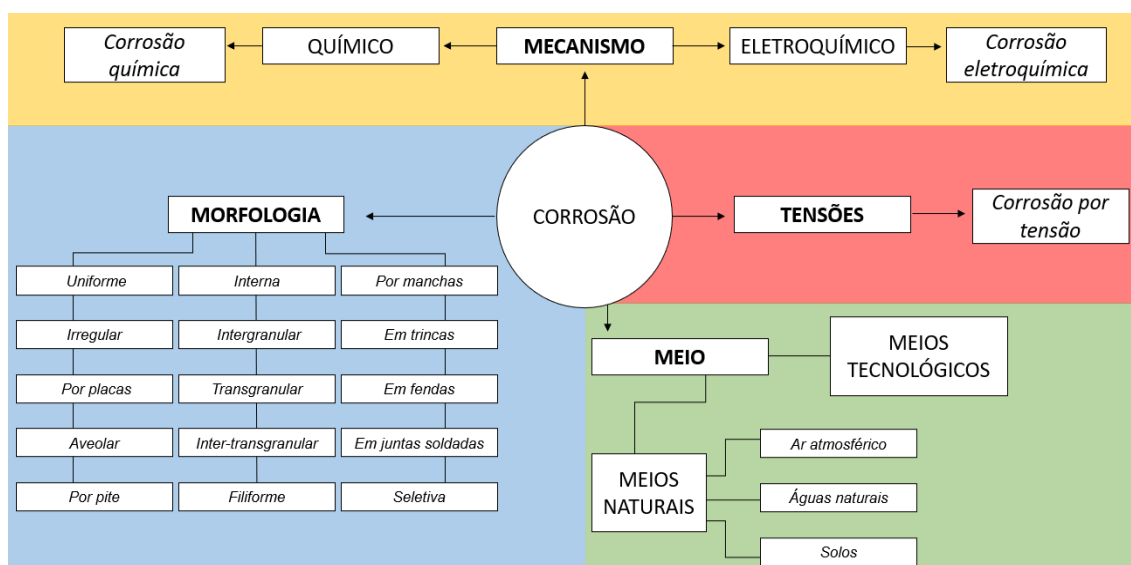 Corrosão
química
QUÍMICO
MECANISMO
ELETROQUÍMICO
Corrosão
eletroquímica
CORROSÃO
MORFOLOGIA
Uniforme
Interna
Por manchas
Irregular
Intergranular
Em trincas
Por placas
Transgranular
Em fendas
Aveolar
Inter-transgranular
Em juntas soldadas
Por pite
Filiforme
Seletiva
TENSÕES
Corrosão por
tensão
MEIO
MEIOS
TECNOLÓGICOS
MEIOS
NATURAIS
Ar atmosférico
Águas naturais
Solos